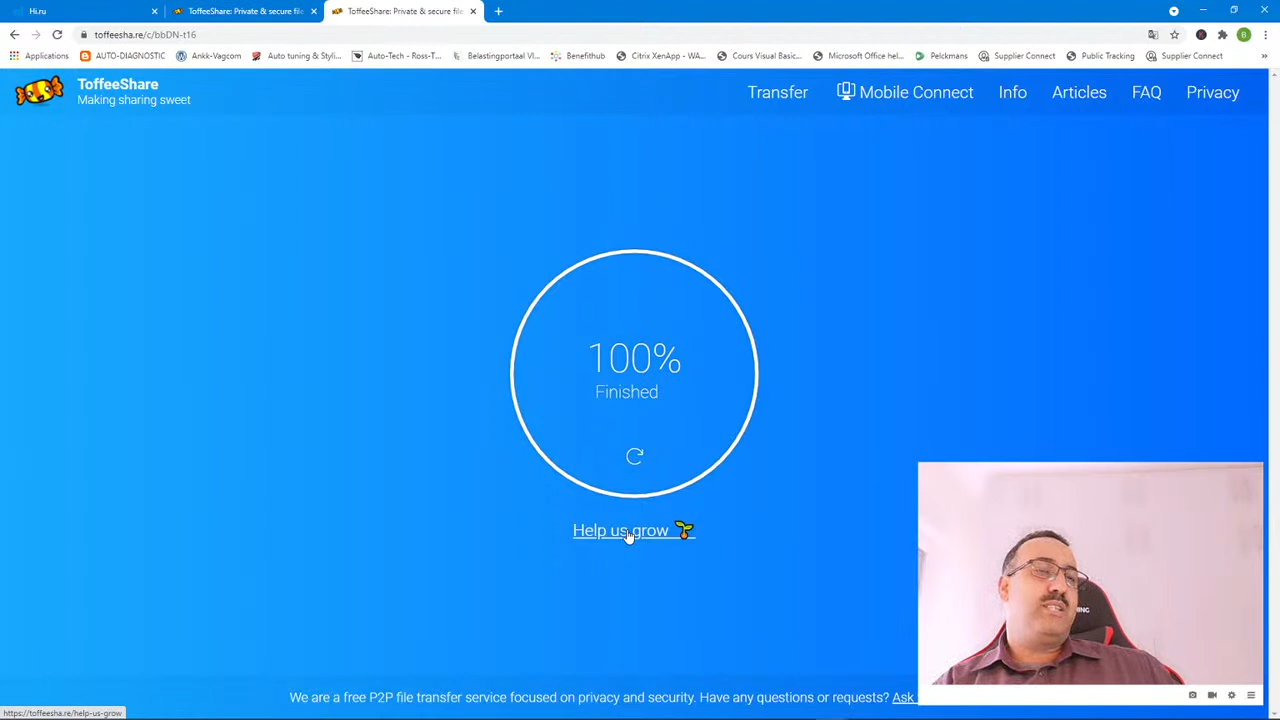 Hi.ru
ToffeeShare: Private & secure file
ToffeeShare: Private & secure file
toffeesha.re/c/bbDN-t16
Applications
AUTO-DIAGNOSTIC
Ankk-Vagcom
Auto tuning & Styli...
Auto-Tech - Ross-T...
Belastingportaal Vl...
Benefithub
Citrix XenApp - WA...
Cours Visual Basic...
Microsoft Office hel...
Pelckmans
Supplier Connect
Public Tracking
Supplier Connect
ToffeeShare
Making sharing sweet
Transfer
Mobile Connect
Info
Articles
FAQ
Privacy
100%
Finished
Help us grow
We are a free P2P file transfer service focused on privacy and security. Have any questions or requests? Ask
https://toffeesha.re/help-us-grow